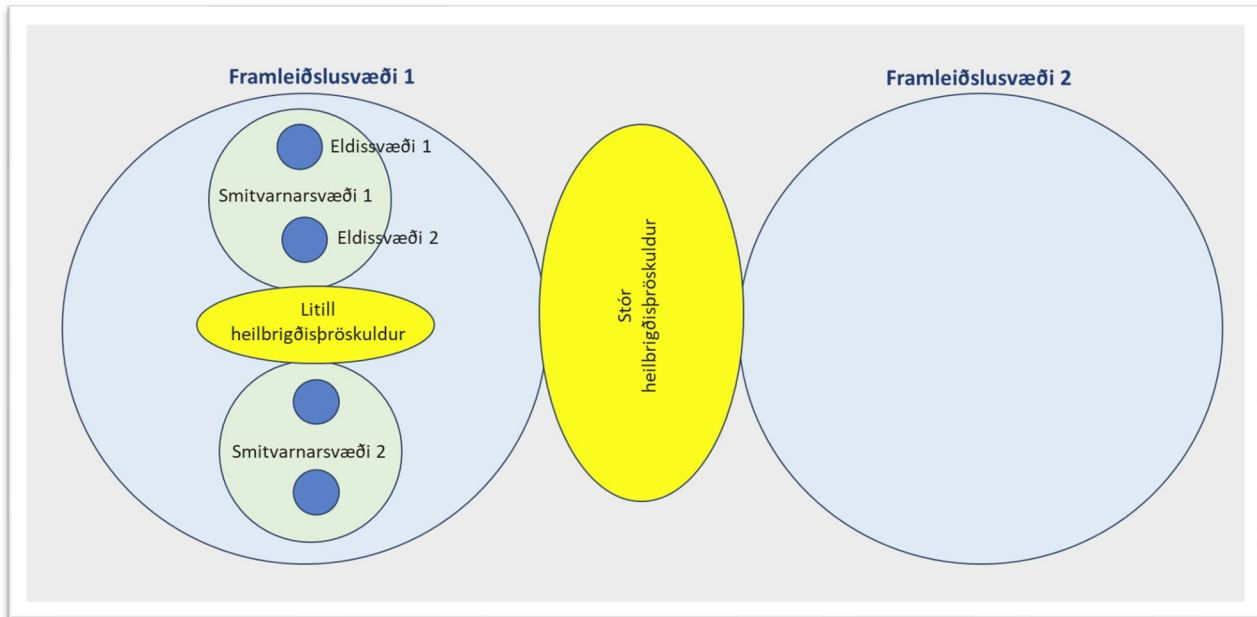 Framleiðslusvæði 1
Framleiðslusvæði 2
Eldissvæði 1
Smitvarnarsvæði 1
Eldissvæði 2
Litill
heilbrigðisþröskuldur
Stór
heilbrigðisþröskuldur
Smitvarnarsvæði 2